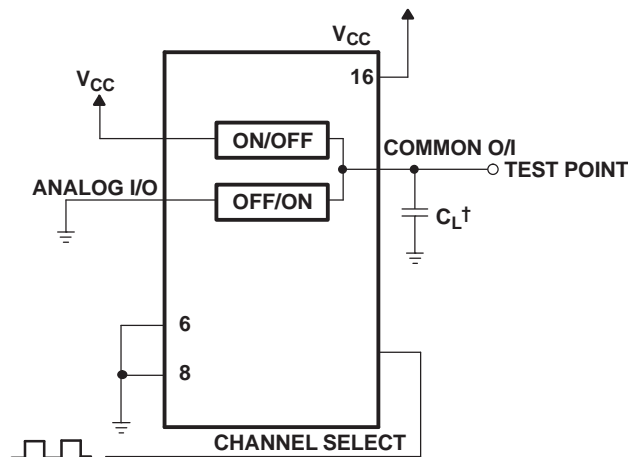 VCC
16
VCC
ON/OFF
COMMON O/I
TEST POINT
ANALOG I/O
OFF/ON
CL†
6
8
CHANNEL SELECT